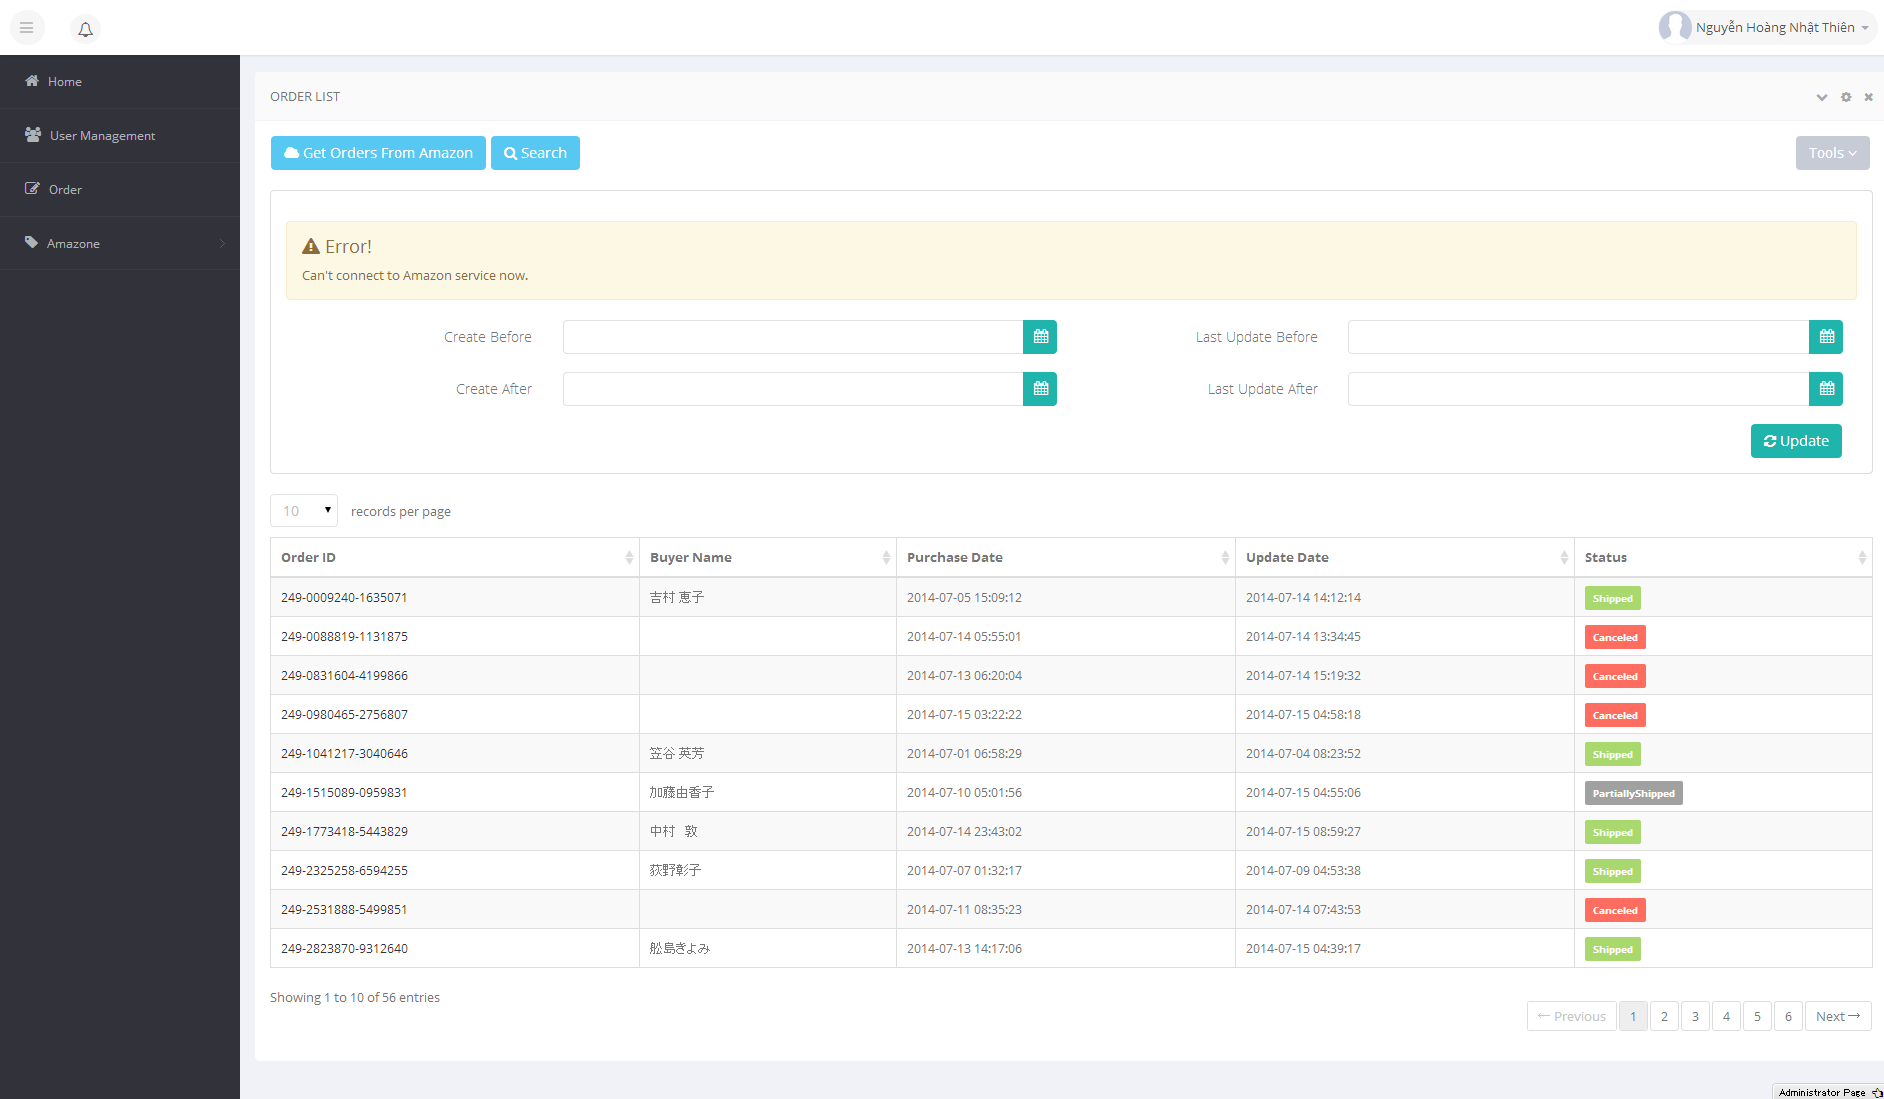 Nguyễn Hoàng Nhật Thiên
Home
User Management
Order
Amazone
ORDER LIST
Get Orders From Amazon Search Tools
Error!
Can't connect to Amazon service now.
Create Before Last Update Before
Create After Last Update After
Update
10 records per page
Order ID Buyer Name Purchase Date Update Date Status
249-0009240-1635071 吉村 恵子 2014-07-05 15:09:12 2014-07-14 14:12:14 Shipped
249-0088819-1131875 2014-07-14 05:55:01 2014-07-14 13:34:45 Canceled
249-0831604-4199866 2014-07-13 06:20:04 2014-07-14 15:19:32 Canceled
249-0980465-2756807 2014-07-15 03:22:22 2014-07-15 04:58:18 Canceled
249-1041217-3040646 笠谷 英芳 2014-07-01 06:58:29 2014-07-04 08:23:52 Shipped
249-1515089-0959831 加藤由香子 2014-07-10 05:01:56 2014-07-15 04:55:06 PartiallyShipped
249-1773418-5443829 中村 敦 2014-07-14 23:43:02 2014-07-15 08:59:27 Shipped
249-2325258-6594255 荻野彰子 2014-07-07 01:32:17 2014-07-09 04:53:38 Shipped
249-2531888-5499851 2014-07-11 08:35:23 2014-07-14 07:43:53 Canceled
249-2823870-9312640 舩島きよみ 2014-07-13 14:17:06 2014-07-15 04:39:17 Shipped
Showing 1 to 10 of 56 entries
← Previous 1 2 3 4 5 6 Next →
Administrator Page